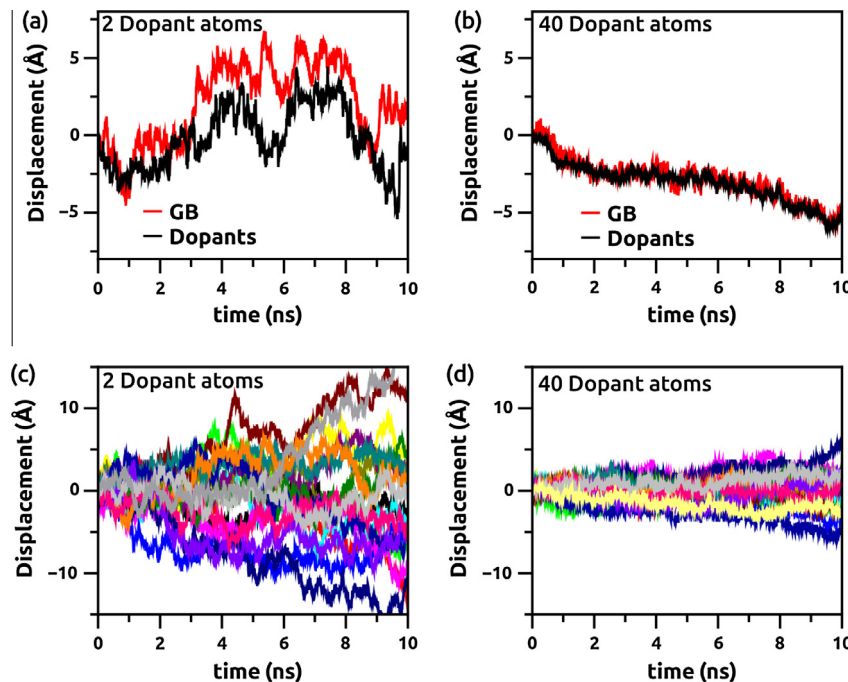 (a)
2 Dopant atoms
Displacement (Å)
5
0
−5
GB
Dopants
0 2 4 6 8 10
time (ns)
(b)
40 Dopant atoms
Displacement (Å)
5
0
−5
GB
Dopants
0 2 4 6 8 10
time (ns)
(c)
2 Dopant atoms
Displacement (Å)
10
0
−10
0 2 4 6 8 10
time (ns)
(d)
40 Dopant atoms
Displacement (Å)
10
0
−10
0 2 4 6 8 10
time (ns)